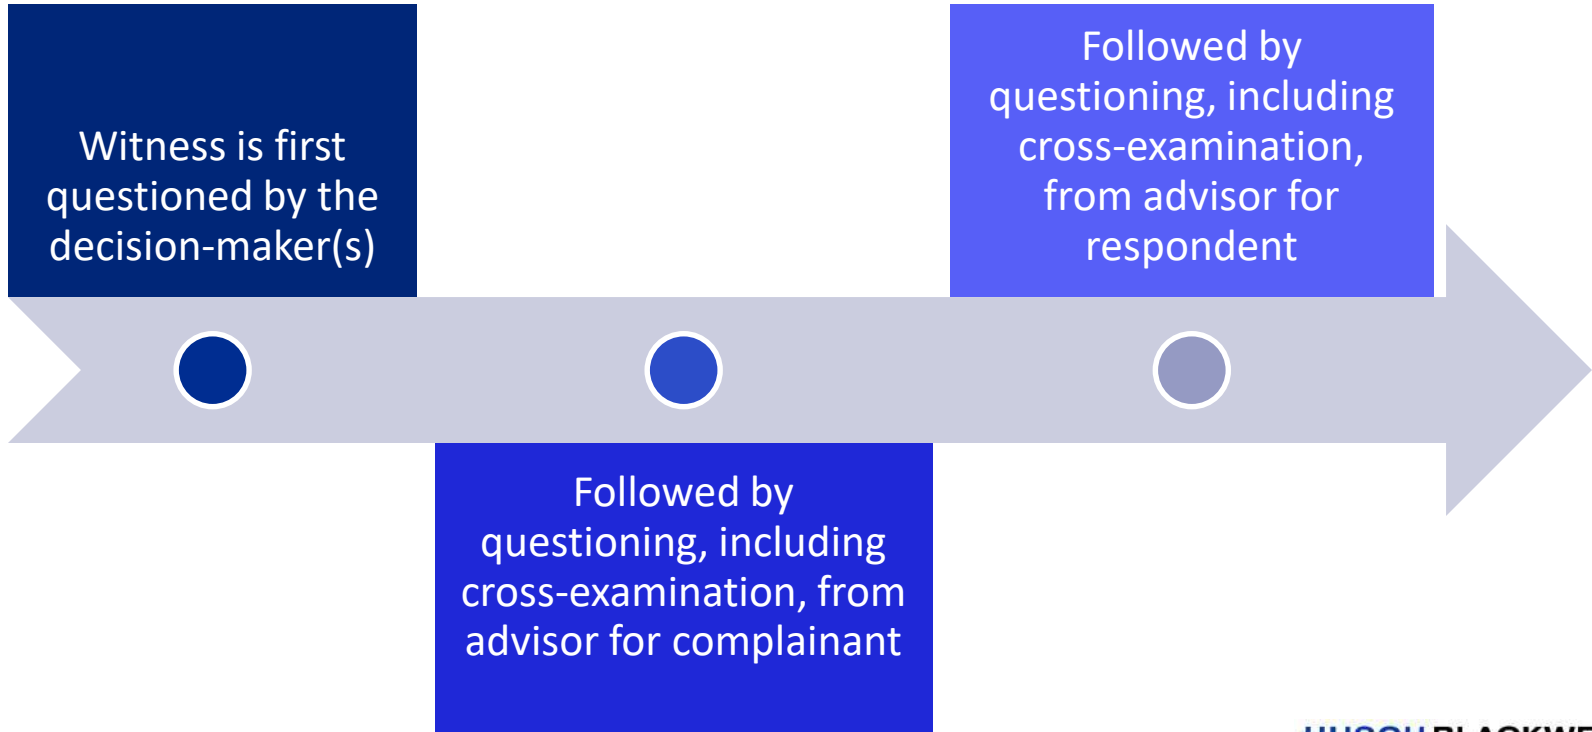 Witness is first
questioned by the
decision-maker(s)
Followed by
questioning, including
cross-examination, from
advisor for complainant
Followed by
questioning, including
cross-examination,
from advisor for
respondent